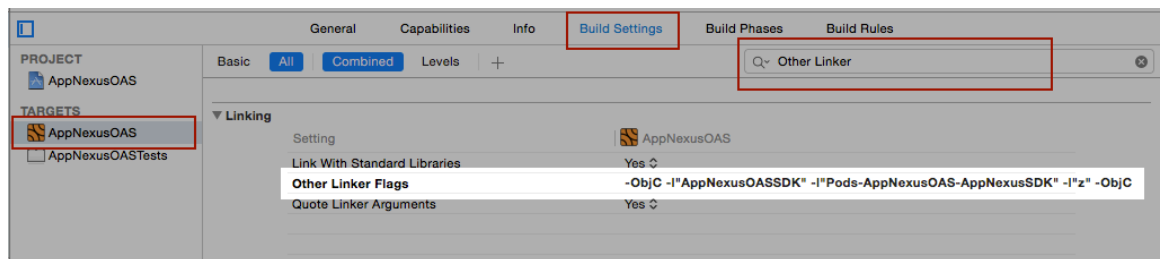 General Capabilities Info Build Settings Build Phases Build Rules
PROJECT
AppNexusOAS
TARGETS
AppNexusOAS
AppNexusOASTests
Basic All Combined Levels + Other Linker
Linking
Setting AppNexusOAS
Link With Standard Libraries Yes
Other Linker Flags -ObjC -l"AppNexusOASSDK" -l"Pods-AppNexusOAS-AppNexusSDK" -l"z" -ObjC
Quote Linker Arguments Yes